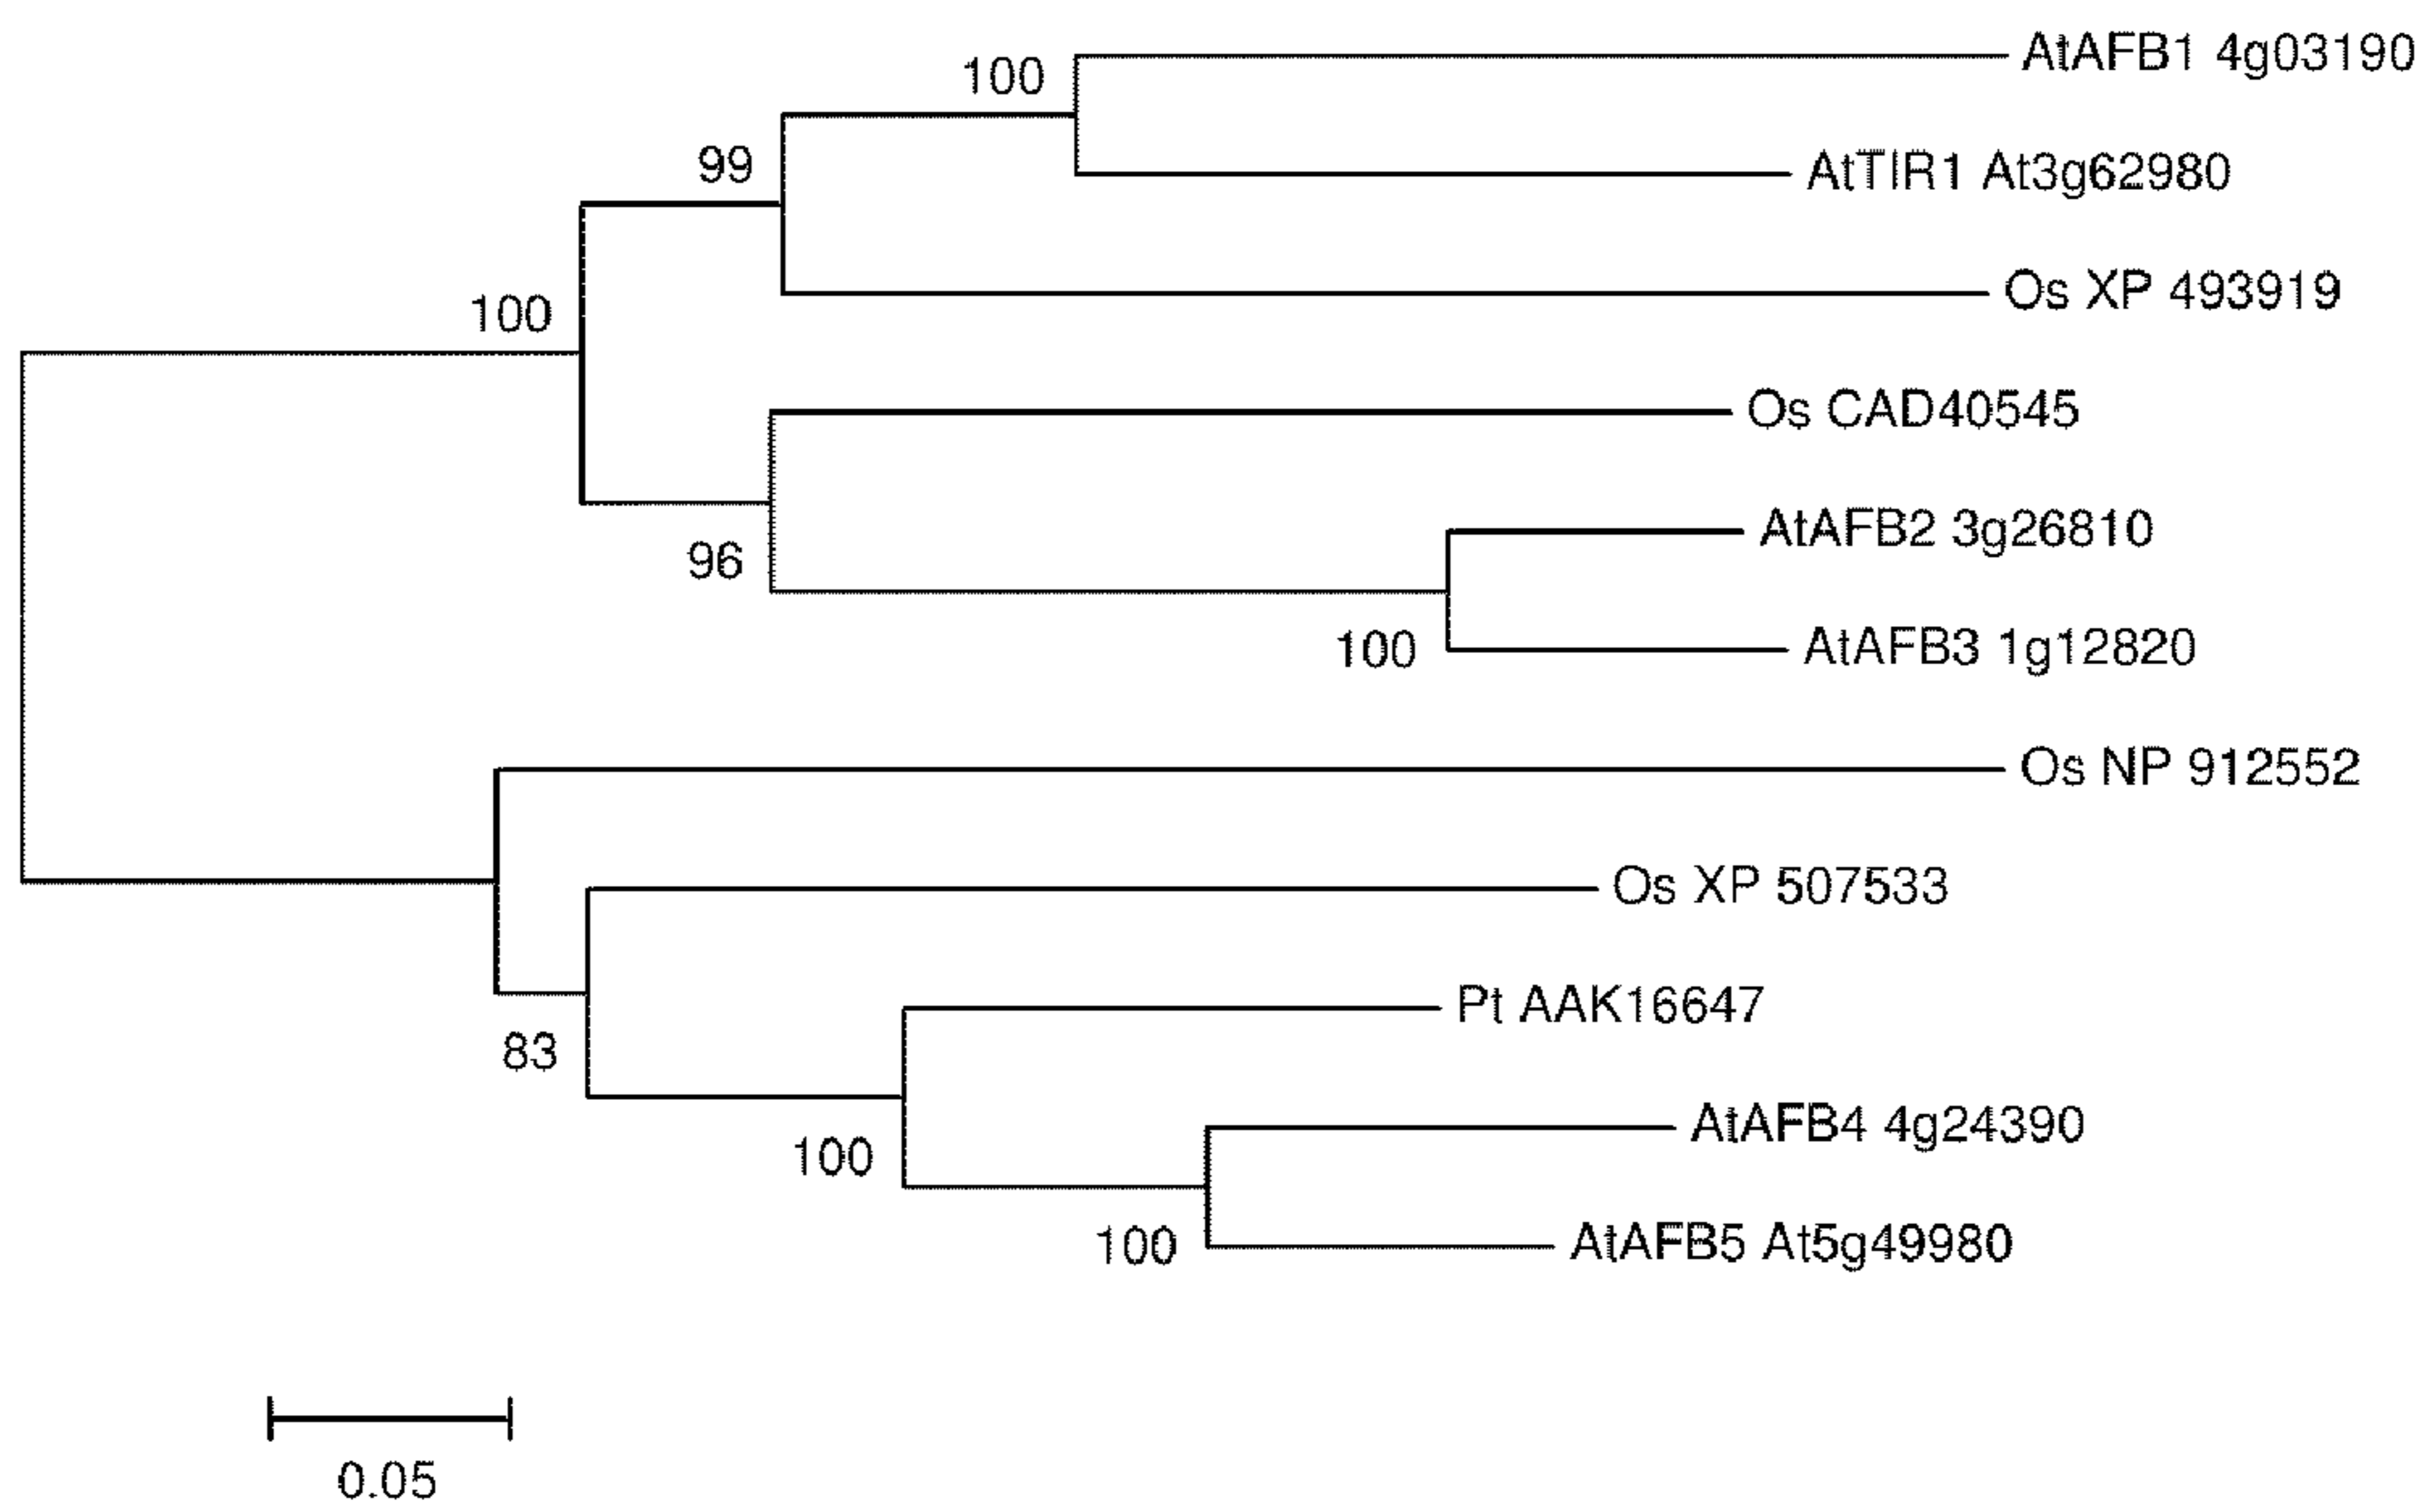 AtAFB1 4g03190
100
AtTIR1 At3g62980
99
Os XP 493919
100
Os CAD40545
AtAFB2 3g26810
96
AtAFB3 1g12820
100
Os NP 912552
Os XP 507533
Pt AAK16647
83
AtAFB4 4g24390
100
AtAFB5 At5g49980
100
0.05